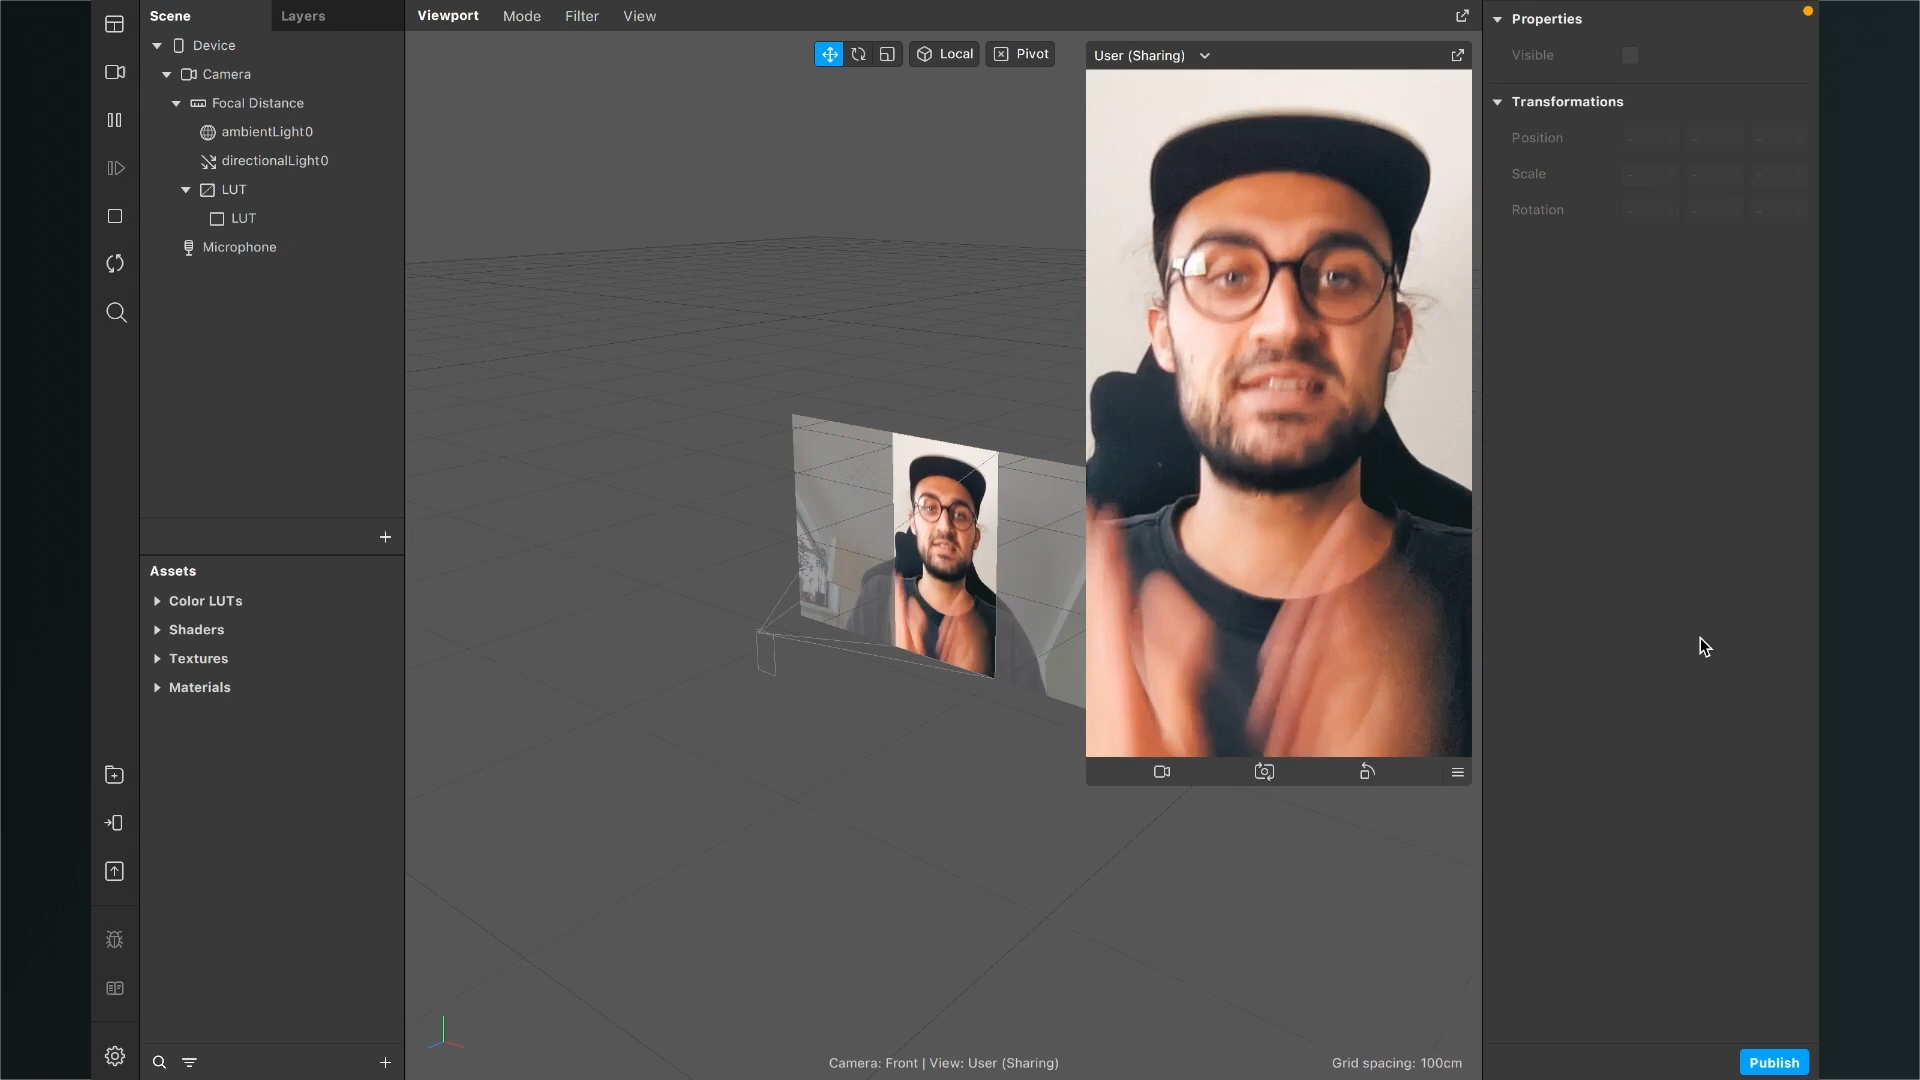 Scene
Layers
Device
Camera
Focal Distance
ambientLight0
directionalLight0
LUT
LUT
Microphone
Assets
Color LUTs
Shaders
Textures
Materials
Viewport Mode Filter View
Local
Pivot
User (Sharing)
Camera: Front | View: User (Sharing)
Grid spacing: 100cm
Properties
Visible
Transformations
Position - - -
Scale - - -
Rotation - - -
Publish